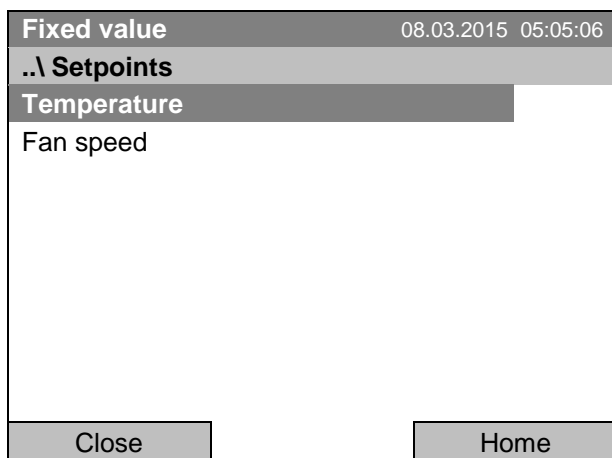 Fixed value 08.03.2015 05:05:06
..\ Setpoints
Temperature
Fan speed
Close Home